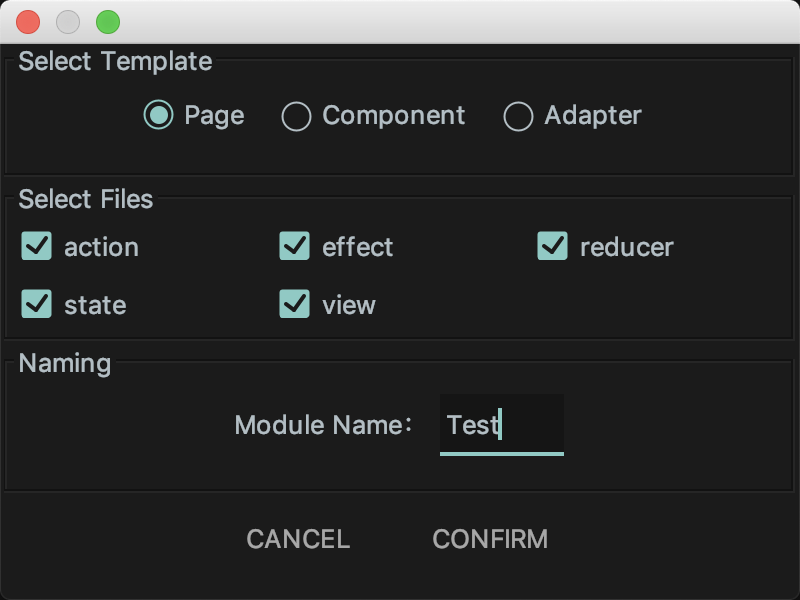 Select Template
Page Component Adapter
Select Files
action effect reducer
state view
Naming
Module Name: Test
CANCEL CONFIRM